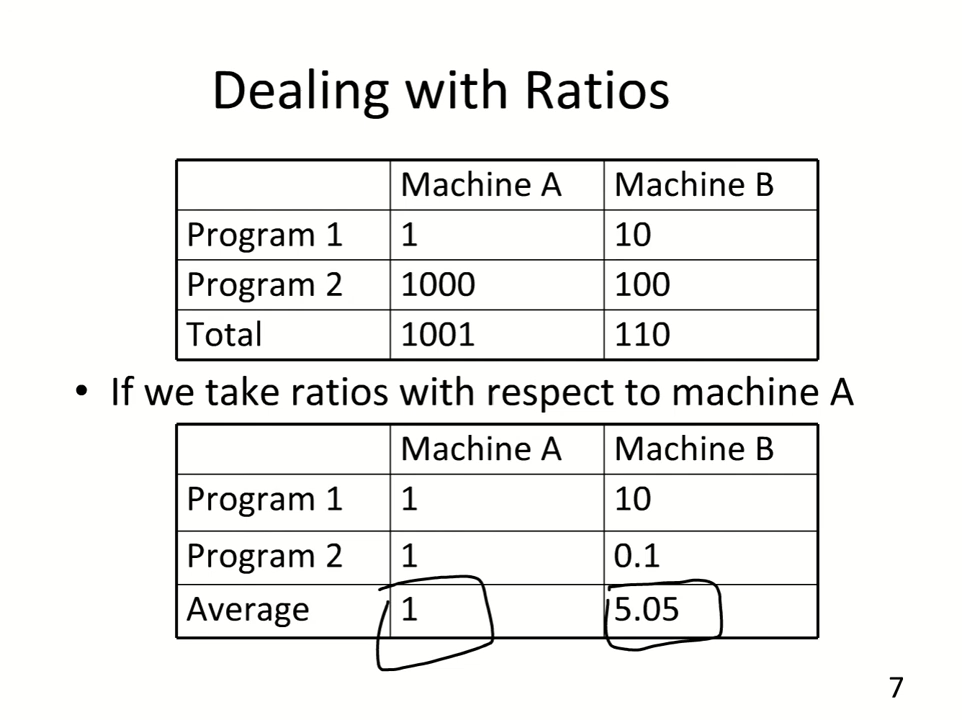 Dealing with Ratios
Machine A Machine B
Program 1 1 10
Program 2 1000 100
Total 1001 110
• If we take ratios with respect to machine A
Machine A Machine B
Program 1 1 10
Program 2 1 0.1
Average 1 5.05
7